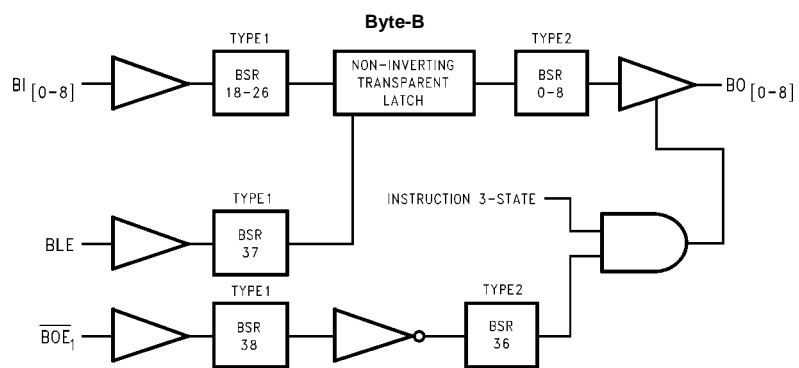 Byte-B
TYPE1
TYPE2
BI[0-8]
BSR
18-26
NON-INVERTING
TRANSPARENT
LATCH
BSR
0-8
BO[0-8]
TYPE1
INSTRUCTION 3-STATE
BLE
BSR
37
TYPE1
TYPE2
B̅O̅E̅₁
BSR
38
BSR
36